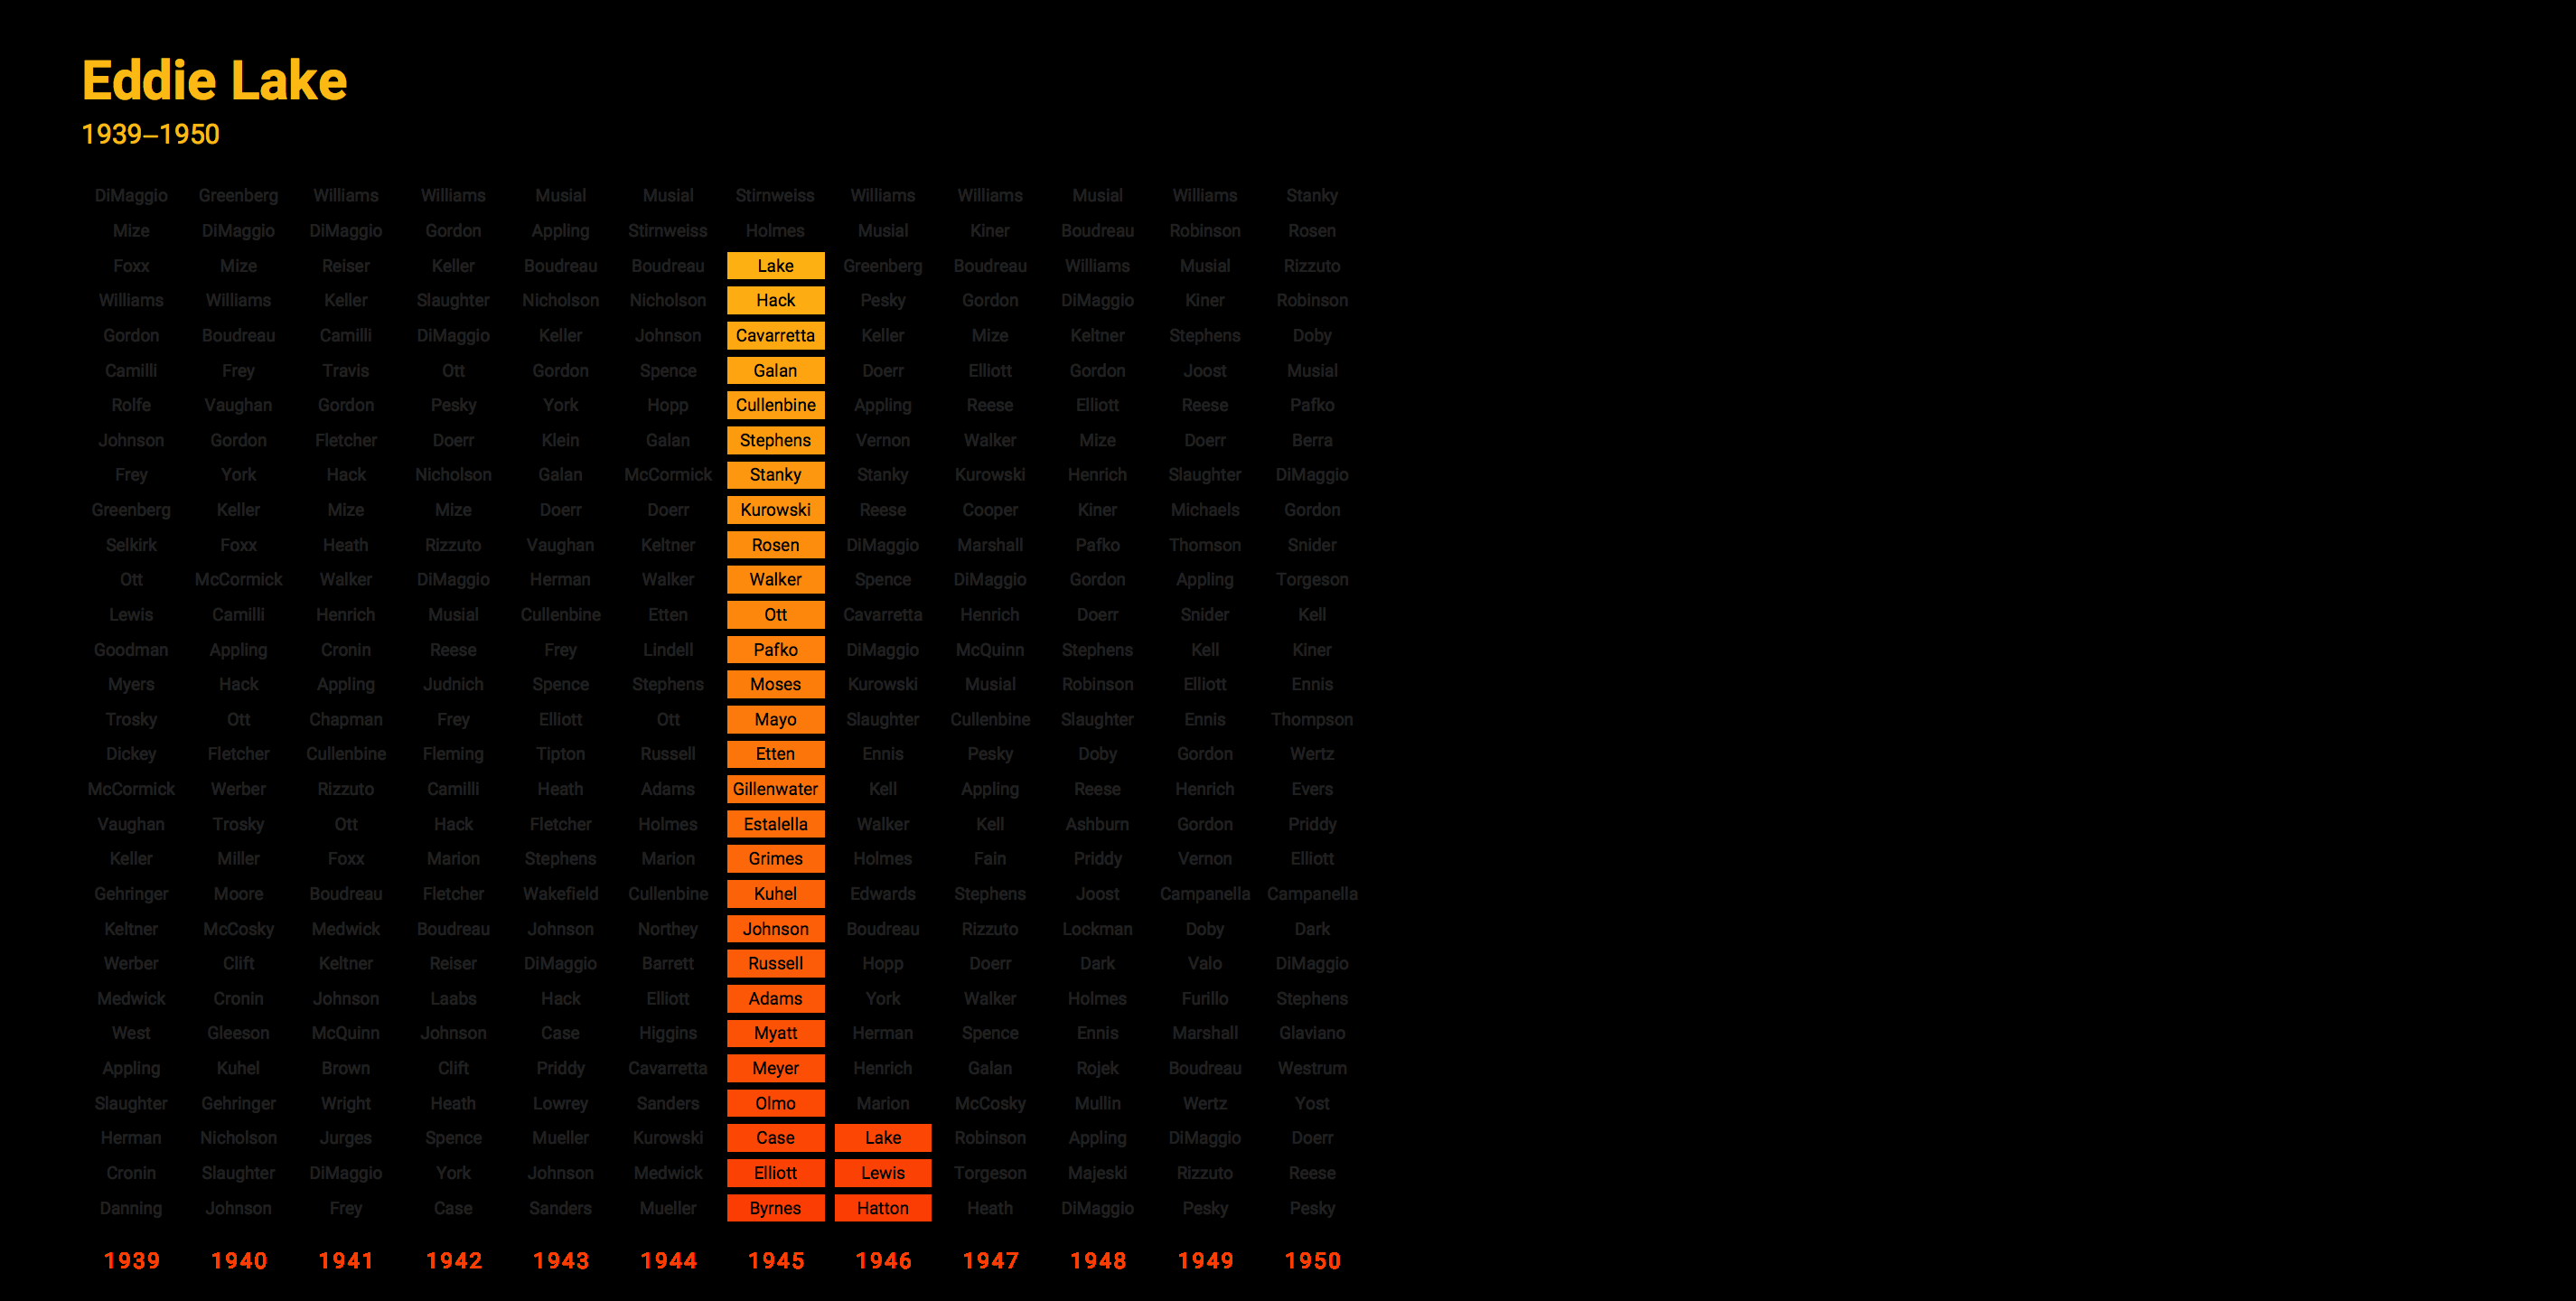 Eddie Lake
1939–1950
DiMaggio Greenberg Williams Williams Musial Musial Stirnweiss Williams Williams Musial Williams Stanky
Mize DiMaggio DiMaggio Gordon Appling Stirnweiss Holmes Musial Kiner Boudreau Robinson Rosen
Foxx Mize Reiser Keller Boudreau Boudreau Lake Greenberg Boudreau Williams Musial Rizzuto
Williams Williams Keller Slaughter Nicholson Nicholson Hack Pesky Gordon DiMaggio Kiner Robinson
Gordon Boudreau Camilli DiMaggio Keller Johnson Cavarretta Keller Mize Keltner Stephens Doby
Camilli Frey Travis Ott Gordon Spence Galan Doerr Elliott Gordon Joost Musial
Rolfe Vaughan Gordon Pesky York Hopp Cullenbine Appling Reese Elliott Reese Pafko
Johnson Gordon Fletcher Doerr Klein Galan Stephens Vernon Walker Mize Doerr Berra
Frey York Hack Nicholson Galan McCormick Stanky Stanky Kurowski Henrich Slaughter DiMaggio
Greenberg Keller Mize Mize Doerr Doerr Kurowski Reese Cooper Kiner Michaels Gordon
Selkirk Foxx Heath Rizzuto Vaughan Keltner Rosen DiMaggio Marshall Pafko Thomson Snider
Ott McCormick Walker DiMaggio Herman Walker Walker Spence DiMaggio Gordon Appling Torgeson
Lewis Camilli Henrich Musial Cullenbine Etten Ott Cavarretta Henrich Doerr Snider Kell
Goodman Appling Cronin Reese Frey Lindell Pafko DiMaggio McQuinn Stephens Kell Kiner
Myers Hack Appling Judnich Spence Stephens Moses Kurowski Musial Robinson Elliott Ennis
Trosky Ott Chapman Frey Elliott Ott Mayo Slaughter Cullenbine Slaughter Ennis Thompson
Dickey Fletcher Cullenbine Fleming Tipton Russell Etten Ennis Pesky Doby Gordon Wertz
McCormick Werber Rizzuto Camilli Heath Adams Gillenwater Kell Appling Reese Henrich Evers
Vaughan Trosky Ott Hack Fletcher Holmes Estalella Walker Kell Ashburn Gordon Priddy
Keller Miller Foxx Marion Stephens Marion Grimes Holmes Fain Priddy Vernon Elliott
Gehringer Moore Boudreau Fletcher Wakefield Cullenbine Kuhel Edwards Stephens Joost Campanella Campanella
Keltner McCosky Medwick Boudreau Johnson Northey Johnson Boudreau Rizzuto Lockman Doby Dark
Werber Clift Keltner Reiser DiMaggio Barrett Russell Hopp Doerr Dark Valo DiMaggio
Medwick Cronin Johnson Laabs Hack Elliott Adams York Walker Holmes Furillo Stephens
West Gleeson McQuinn Johnson Case Higgins Myatt Herman Spence Ennis Marshall Glaviano
Appling Kuhel Brown Clift Priddy Cavarretta Meyer Henrich Galan Rojek Boudreau Westrum
Slaughter Gehringer Wright Heath Lowrey Sanders Olmo Marion McCosky Mullin Wertz Yost
Herman Nicholson Jurges Spence Mueller Kurowski Case Lake Robinson Appling DiMaggio Doerr
Cronin Slaughter DiMaggio York Johnson Medwick Elliott Lewis Torgeson Majeski Rizzuto Reese
Danning Johnson Frey Case Sanders Mueller Byrnes Hatton Heath DiMaggio Pesky Pesky
1939 1940 1941 1942 1943 1944 1945 1946 1947 1948 1949 1950